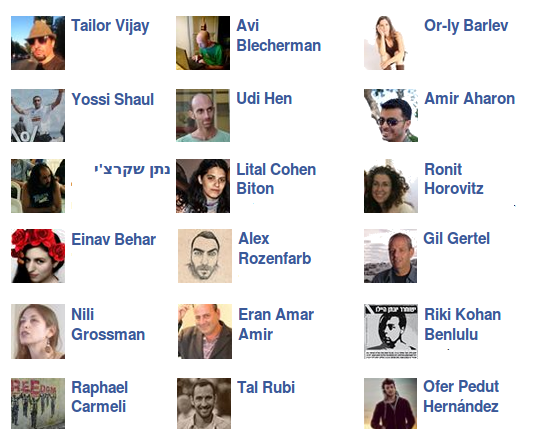 Tailor Vijay
Avi
Blecherman
Or-ly Barlev
Yossi Shaul
Udi Hen
Amir Aharon
נתן שקרצ'י
Lital Cohen
Biton
Ronit
Horovitz
Einav Behar
Alex
Rozenfarb
Gil Gertel
Nili
Grossman
Eran Amar
Amir
Riki Kohan
Benlulu
Raphael
Carmeli
Tal Rubi
Ofer Pedut
Hernández